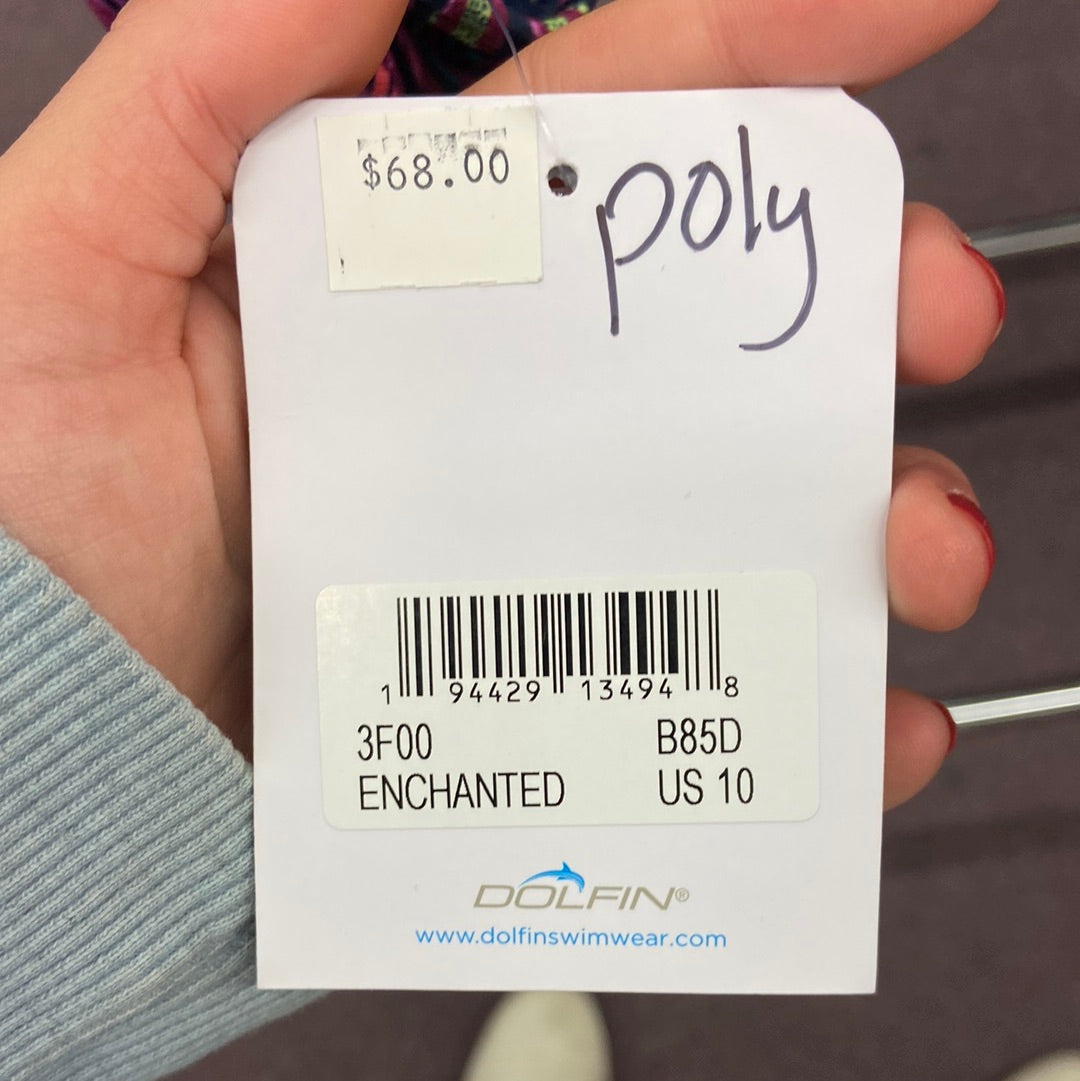 $68.00
poly
1 94429 13494 8
3F00 B85D
ENCHANTED US 10
DOLFIN®
www.dolfinswimwear.com